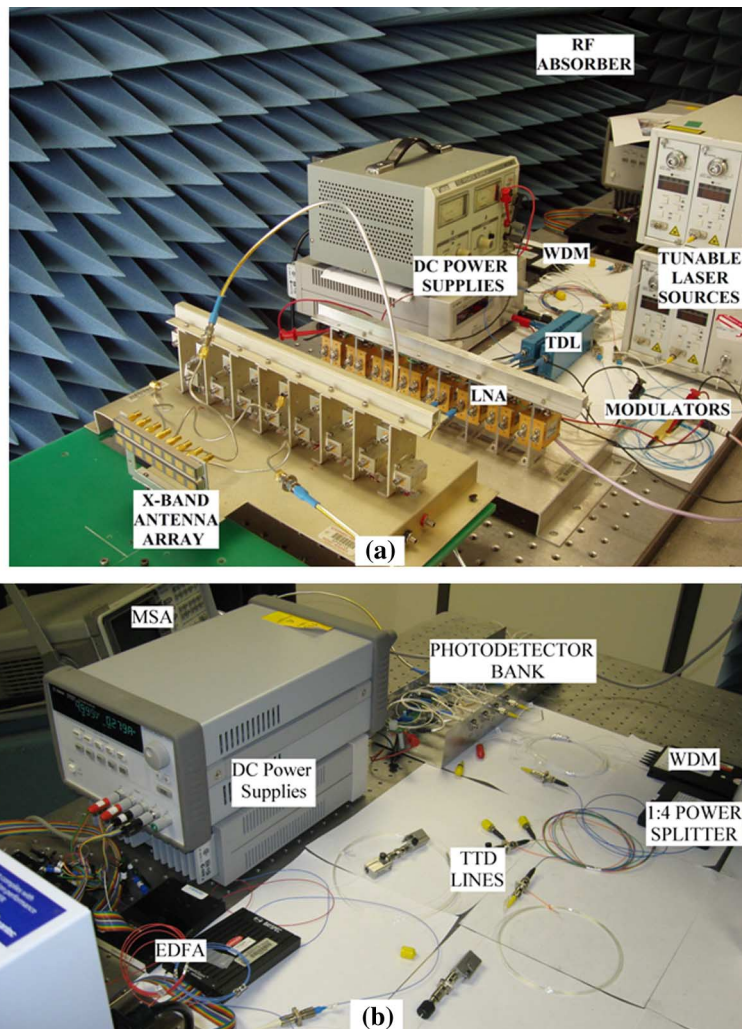 RF
ABSORBER
WDM
DC POWER
SUPPLIES
TUNABLE
LASER
SOURCES
TDL
LNA
MODULATORS
X-BAND
ANTENNA
ARRAY
(a)
MSA
PHOTODETECTOR
BANK
DC Power
Supplies
WDM
1:4 POWER
SPLITTER
TTD
LINES
EDFA
(b)